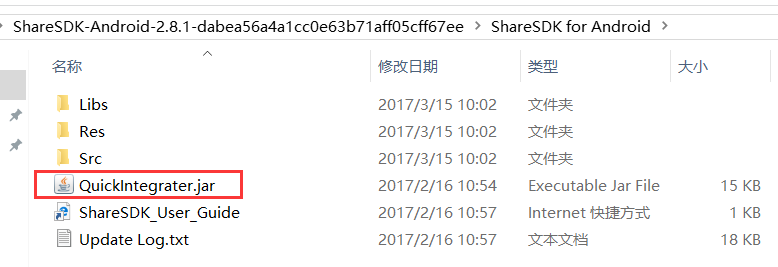 ShareSDK-Android-2.8.1-dabea56a4a1cc0e63b71aff05cff67ee > ShareSDK for Android >
名称 修改日期 类型 大小
Libs 2017/3/15 10:02 文件夹
Res 2017/3/15 10:02 文件夹
Src 2017/3/15 10:02 文件夹
QuickIntegrater.jar 2017/2/16 10:54 Executable Jar File 15 KB
ShareSDK_User_Guide 2017/2/16 10:57 Internet 快捷方式 1 KB
Update Log.txt 2017/2/16 10:57 文本文档 18 KB